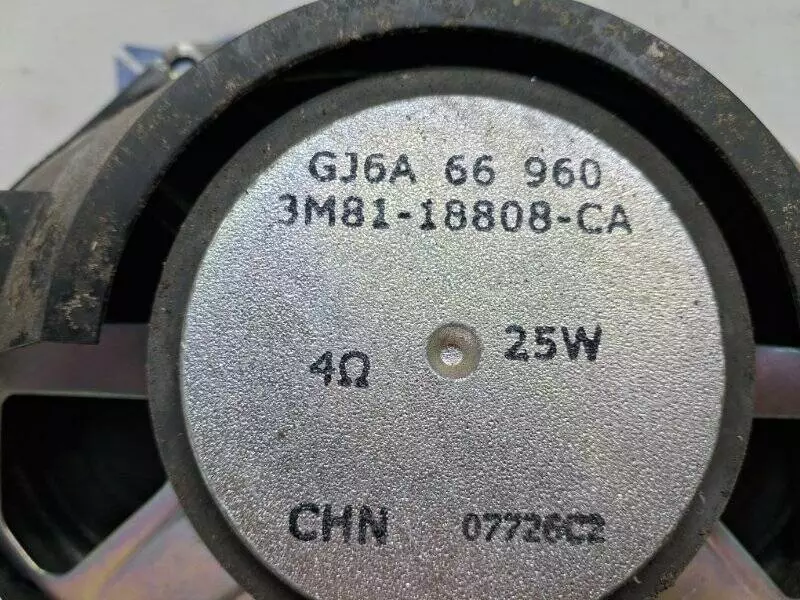 GJ6A 66 960
3M81-18808-CA
4Ω 25W
CHN 07726C2